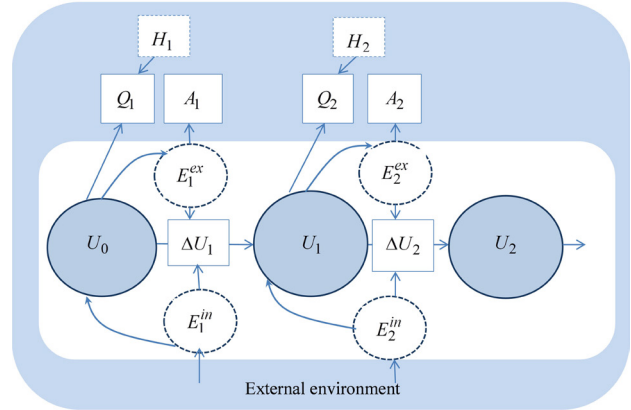 H₁ H₂
Q₁ A₁ Q₂ A₂
E₁ᵉˣ E₂ᵉˣ
U₀ ΔU₁ U₁ ΔU₂ U₂
E₁ⁱⁿ E₂ⁱⁿ
External environment